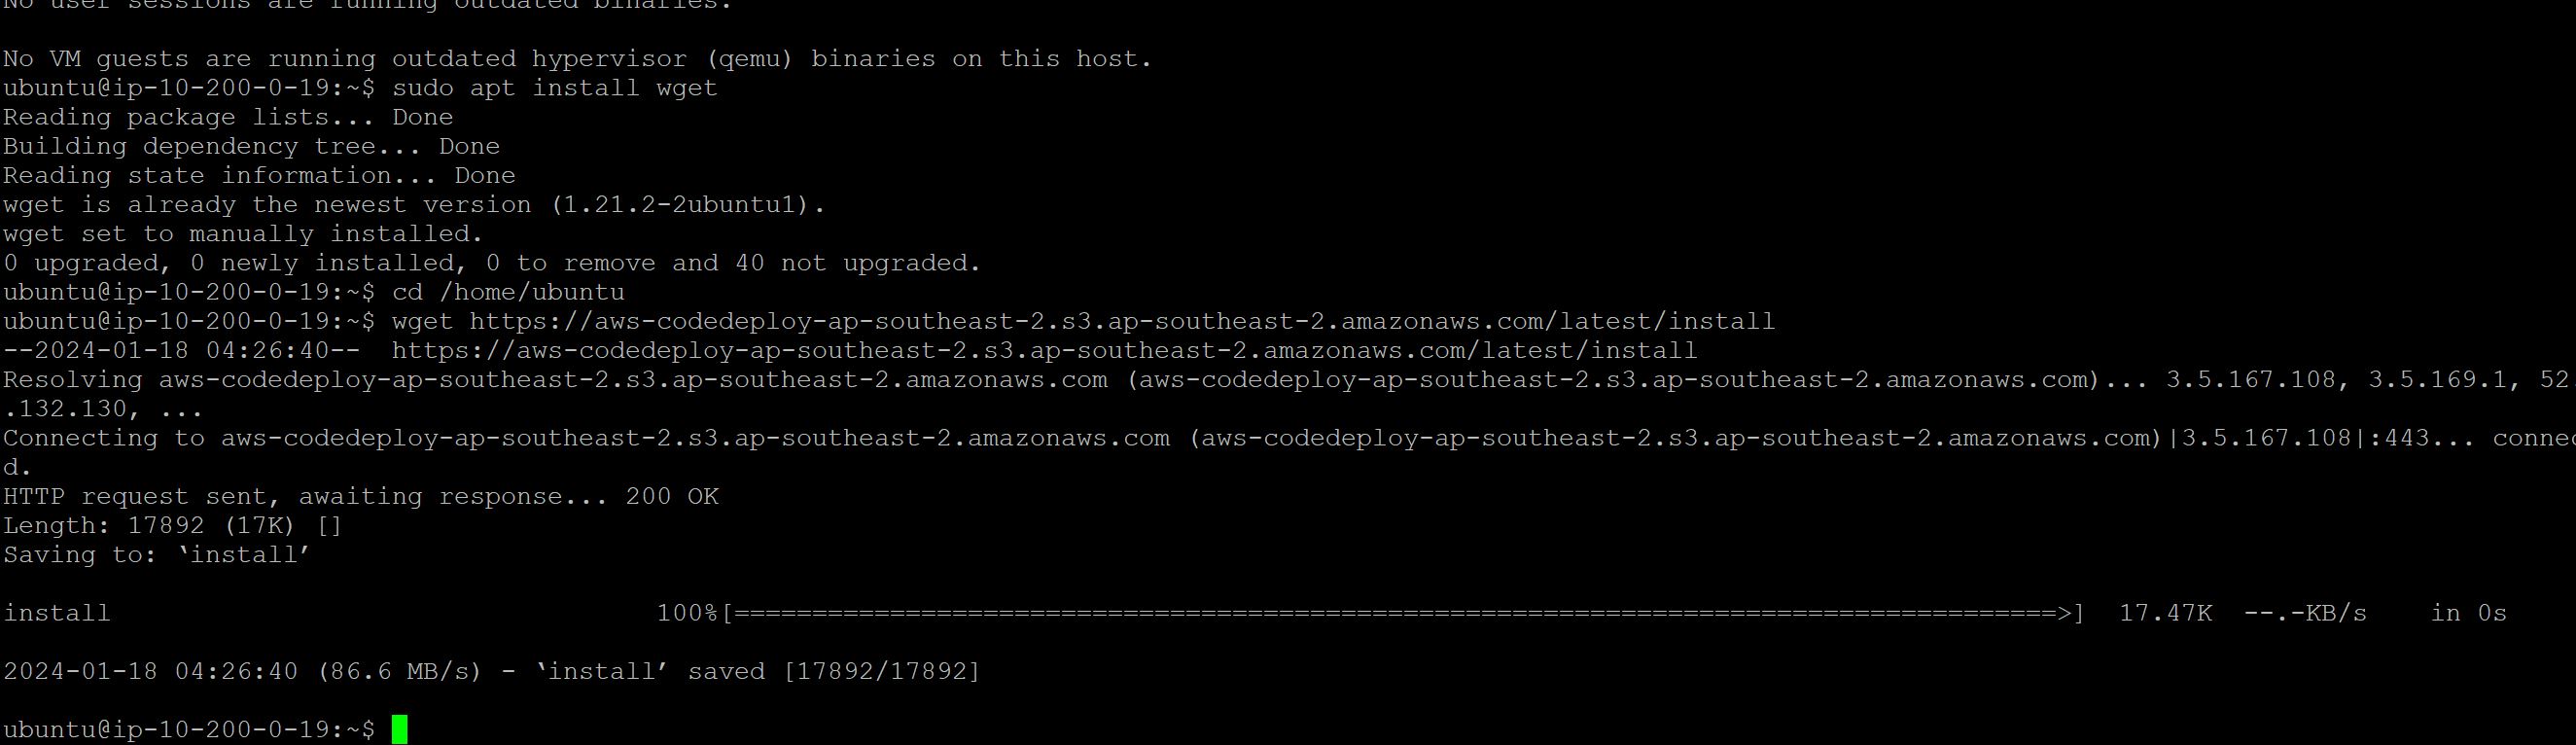 No user sessions are running outdated binaries.
No VM guests are running outdated hypervisor (qemu) binaries on this host.
ubuntu@ip-10-200-0-19:~$ sudo apt install wget
Reading package lists... Done
Building dependency tree... Done
Reading state information... Done
wget is already the newest version (1.21.2-2ubuntu1).
wget set to manually installed.
0 upgraded, 0 newly installed, 0 to remove and 40 not upgraded.
ubuntu@ip-10-200-0-19:~$ cd /home/ubuntu
ubuntu@ip-10-200-0-19:~$ wget https://aws-codedeploy-ap-southeast-2.s3.ap-southeast-2.amazonaws.com/latest/install
--2024-01-18 04:26:40--  https://aws-codedeploy-ap-southeast-2.s3.ap-southeast-2.amazonaws.com/latest/install
Resolving aws-codedeploy-ap-southeast-2.s3.ap-southeast-2.amazonaws.com (aws-codedeploy-ap-southeast-2.s3.ap-southeast-2.amazonaws.com)... 3.5.167.108, 3.5.169.1, 52.
.132.130, ...
Connecting to aws-codedeploy-ap-southeast-2.s3.ap-southeast-2.amazonaws.com (aws-codedeploy-ap-southeast-2.s3.ap-southeast-2.amazonaws.com)|3.5.167.108|:443... connec
d.
HTTP request sent, awaiting response... 200 OK
Length: 17892 (17K) []
Saving to: ‘install’
install 100%[=====================================================================================>] 17.47K --.-KB/s in 0s
2024-01-18 04:26:40 (86.6 MB/s) - ‘install’ saved [17892/17892]
ubuntu@ip-10-200-0-19:~$